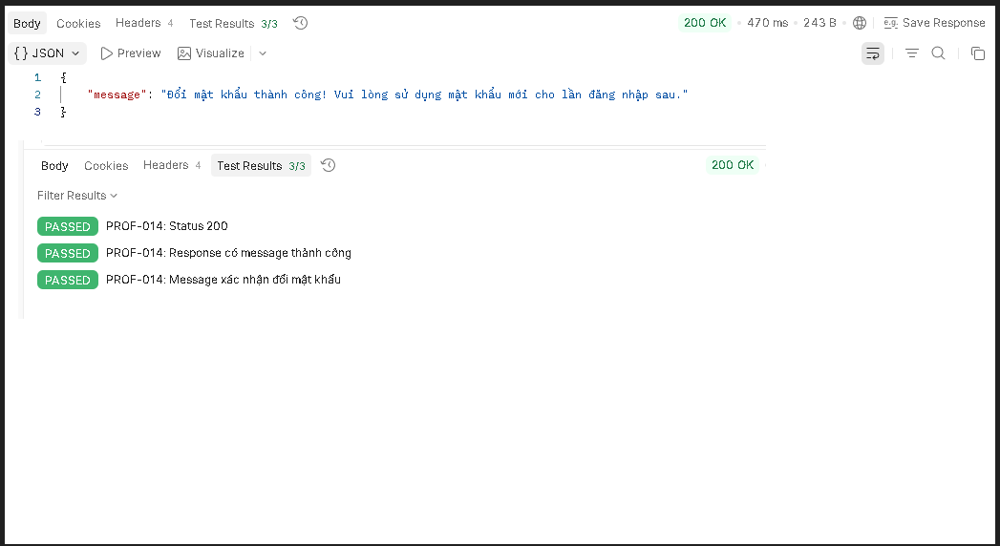 Body Cookies Headers 4 Test Results 3/3 200 OK 470 ms 243 B e.g. Save Response
{} JSON Preview Visualize
1 {
2 "message": "Đổi mật khẩu thành công! Vui lòng sử dụng mật khẩu mới cho lần đăng nhập sau."
3 }
Body Cookies Headers 4 Test Results 3/3 200 OK
Filter Results
PASSED PROF-014: Status 200
PASSED PROF-014: Response có message thành công
PASSED PROF-014: Message xác nhận đổi mật khẩu